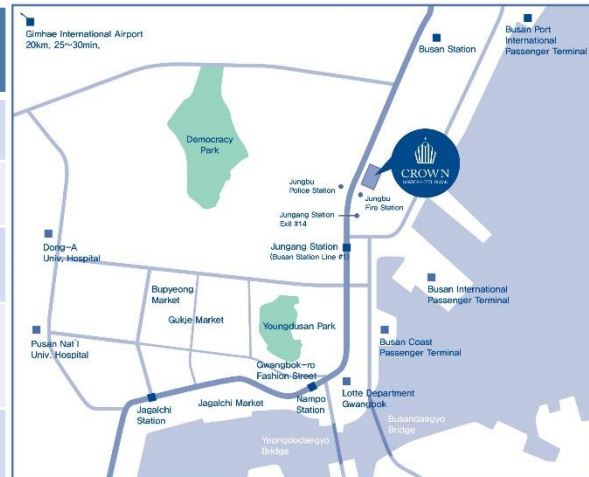 Gimhae International Airport
20km, 25~30min.
Busan Station
Busan Port
International
Passenger Terminal
Democracy
Park
CROWN
HARBOR HOTEL BUSAN
Jungbu
Police Station
Jungbu
Fire Station
Jungang Station
Exit #14
Dong-A
Univ, Hospital
Jungang Station
(Busan Station Line #1)
Busan International
Passenger Terminal
Bupyeong
Market
Gukje Market
Youngdusan Park
Pusan Nat'l
Univ. Hospital
Busan Coast
Passenger Terminal
Gwangbok-ro
Fashion Street
Jagalchi
Station
Jagalchi Market
Nampo
Station
Lotte Department
Gwangbok
Busandaegyo
Bridge
Yeongdodaegyo
Bridge